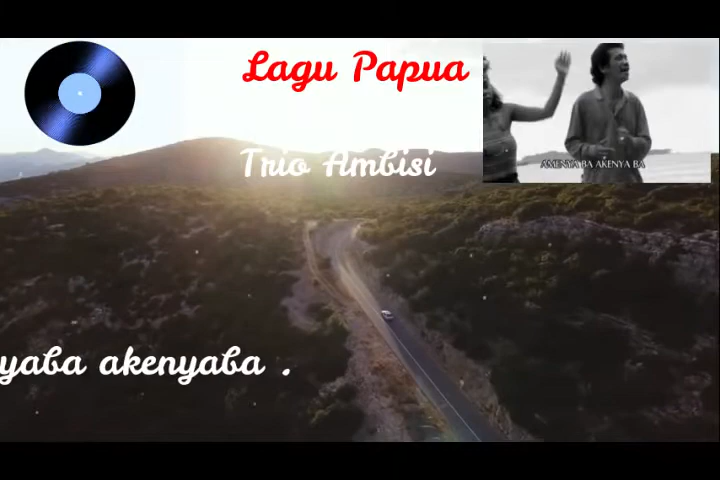 Lagu Papua
Trio Ambisi
AMENYA BA AKENYA BA
yaba akenyaba .